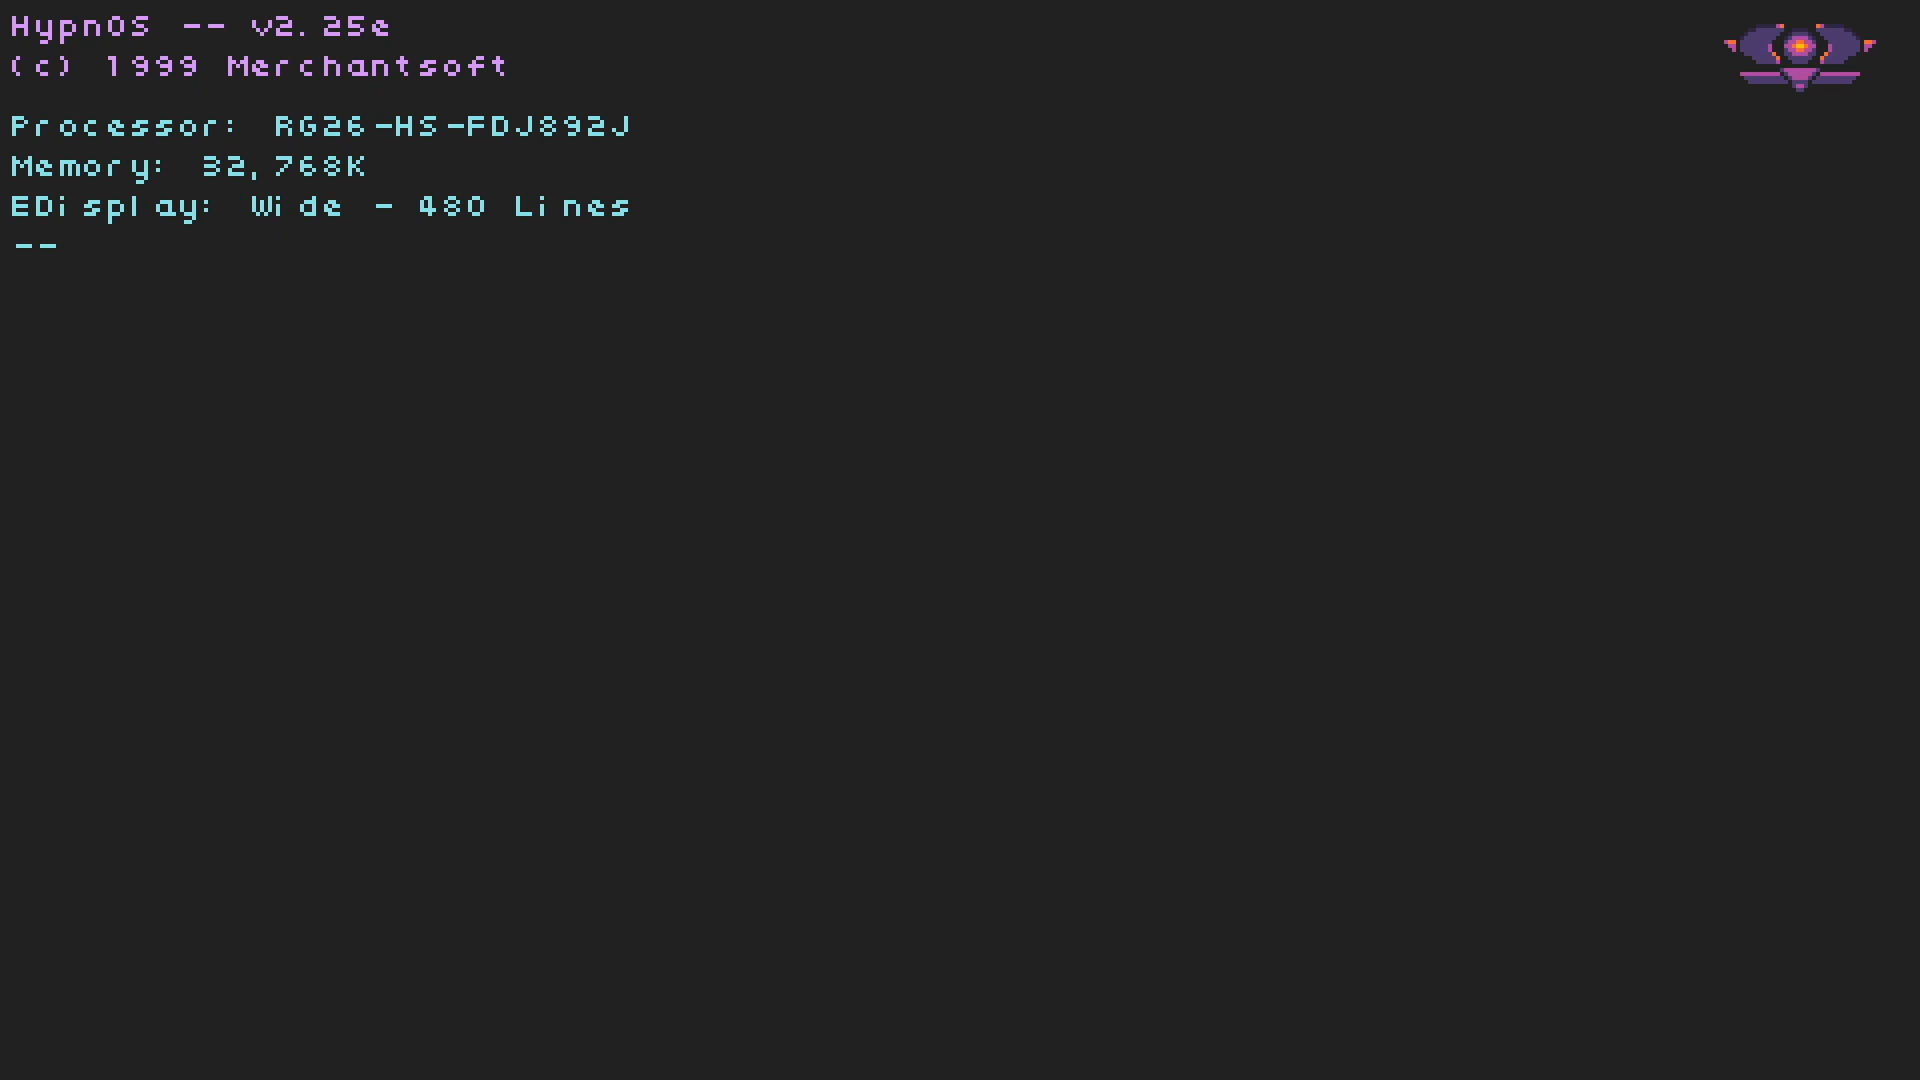 HypnOS -- v2.25e
(c) 1999 Merchantsoft
Processor: RG26-HS-FDJ892J
Memory: 32,768K
EDisplay: Wide - 480 Lines
--